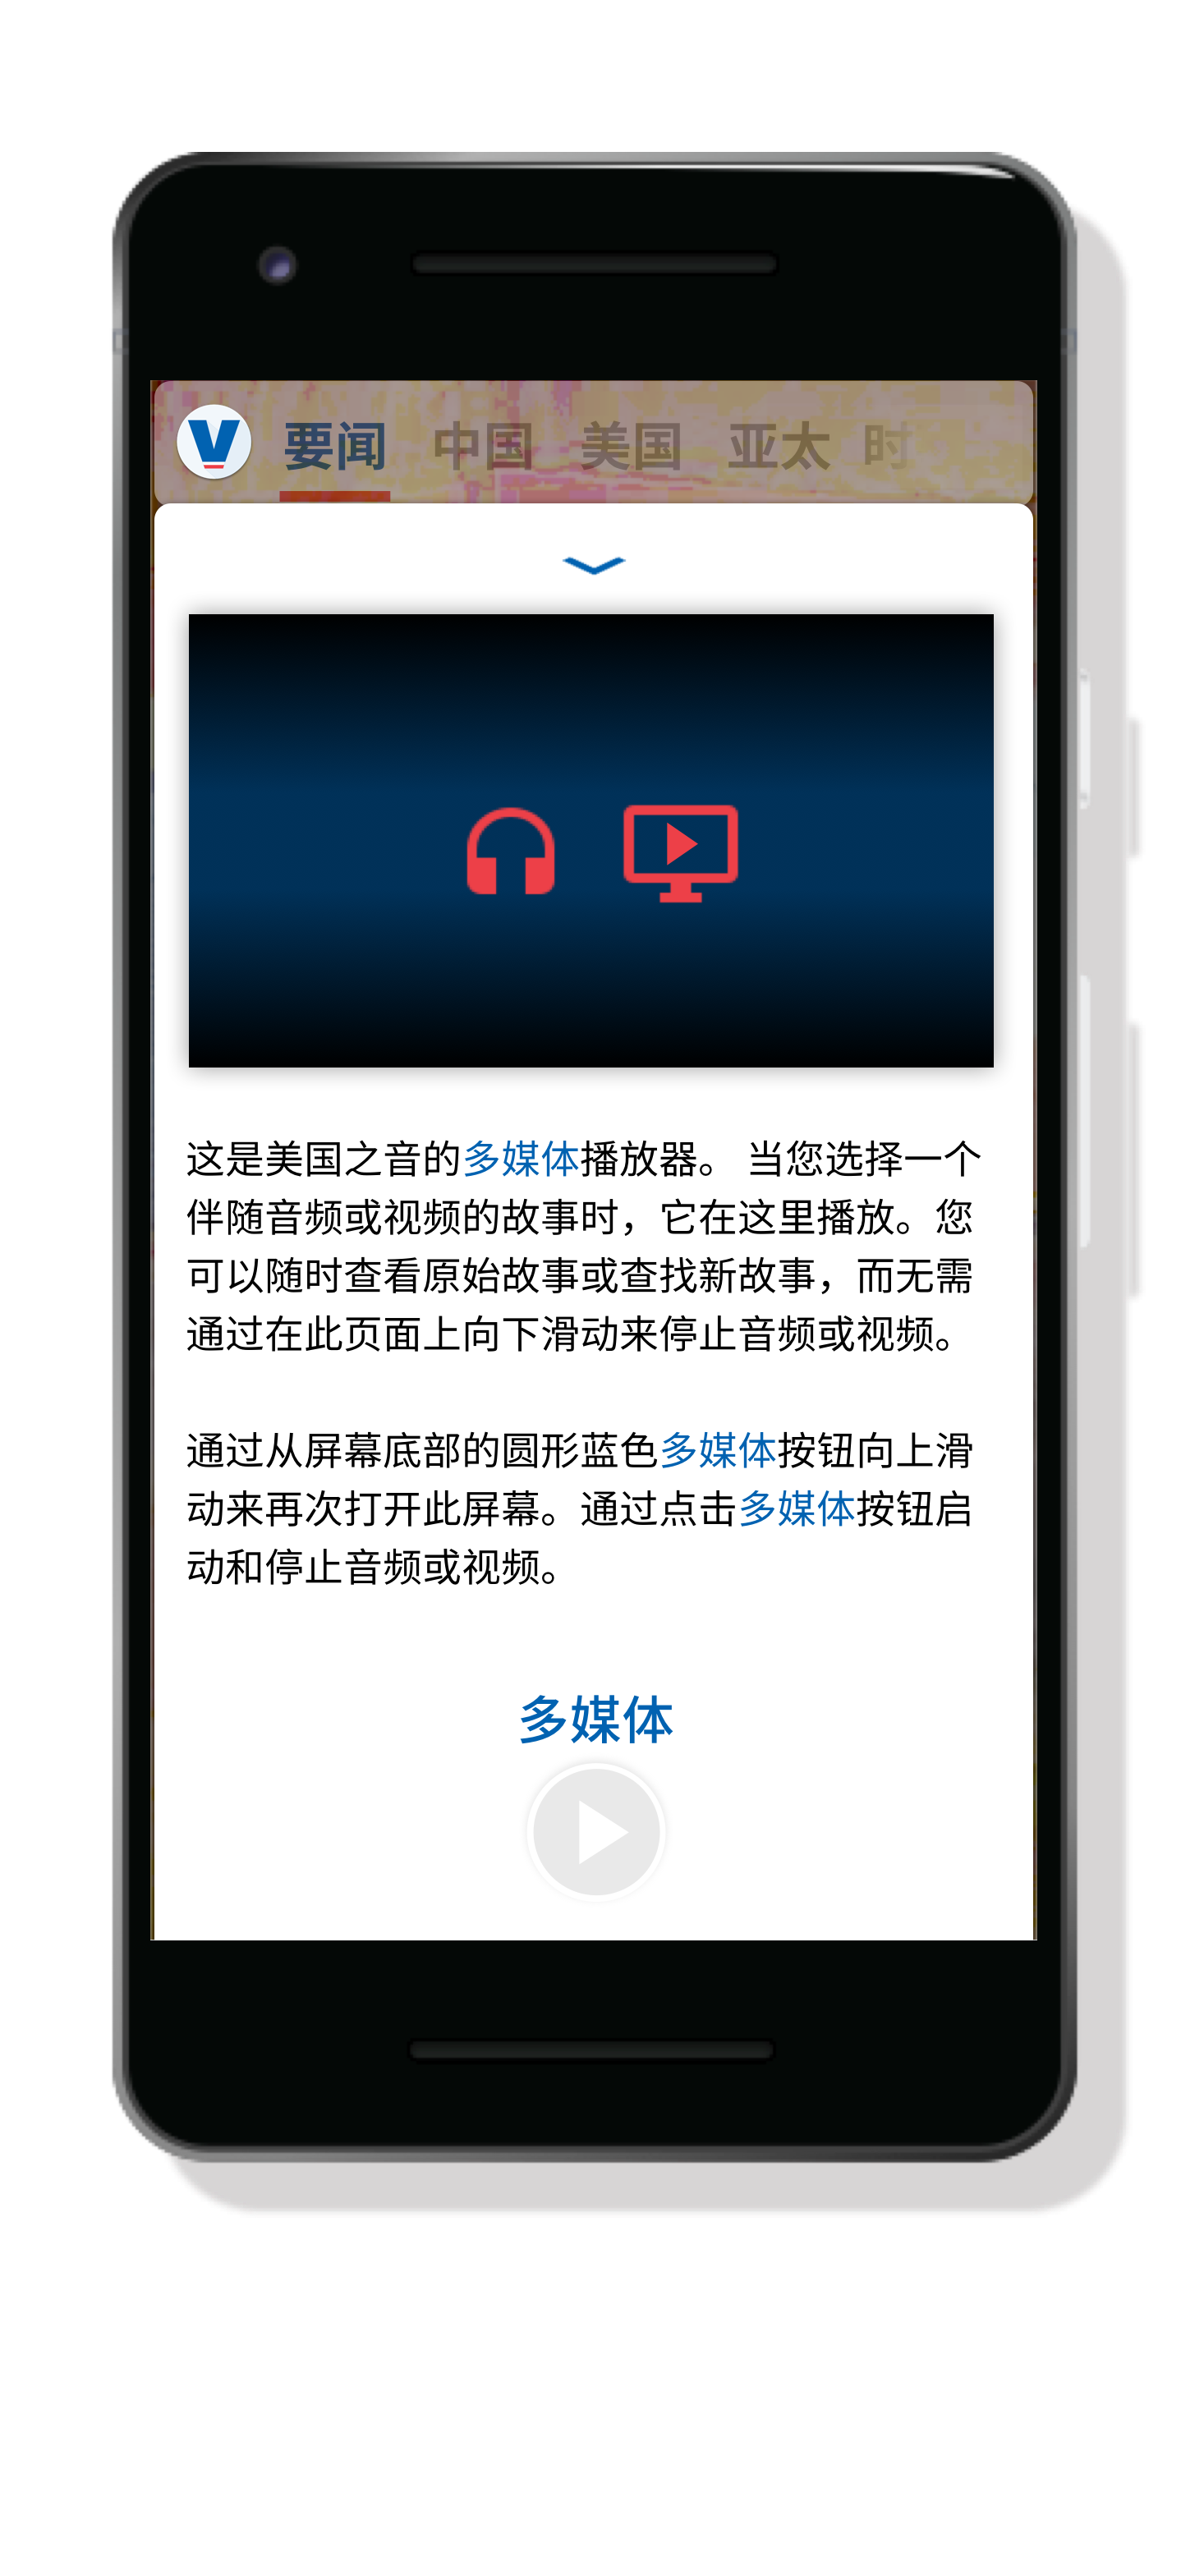 V 要闻 中国 美国 亚太 时
这是美国之音的多媒体播放器。 当您选择一个
伴随音频或视频的故事时，它在这里播放。您
可以随时查看原始故事或查找新故事，而无需
通过在此页面上向下滑动来停止音频或视频。
通过从屏幕底部的圆形蓝色多媒体按钮向上滑
动来再次打开此屏幕。通过点击多媒体按钮启
动和停止音频或视频。
多媒体